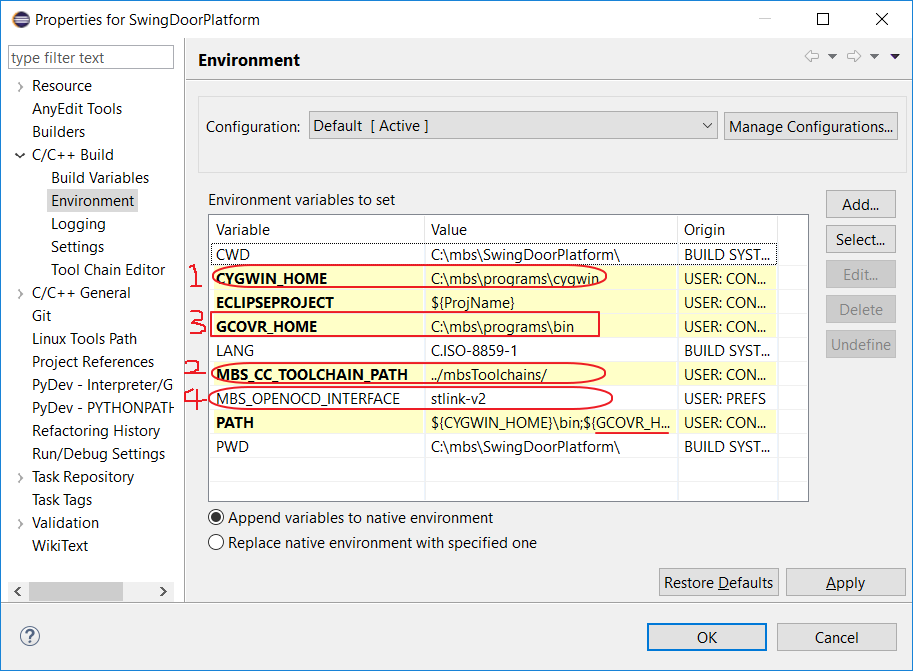 Properties for SwingDoorPlatform
type filter text
Resource
AnyEdit Tools
Builders
C/C++ Build
Build Variables
Environment
Logging
Settings
Tool Chain Editor
C/C++ General
Git
Linux Tools Path
Project References
PyDev - Interpreter/G
PyDev - PYTHONPATH
Refactoring History
Run/Debug Settings
Task Repository
Task Tags
Validation
WikiText
Environment
Configuration: Default [ Active ] Manage Configurations...
Environment variables to set
Variable Value Origin
CWD C:\mbs\SwingDoorPlatform\ BUILD SYST...
1 CYGWIN_HOME C:\mbs\programs\cygwin USER: CON...
ECLIPSEPROJECT ${ProjName} USER: CON...
3 GCOVR_HOME C:\mbs\programs\bin USER: CON...
LANG C.ISO-8859-1 BUILD SYST...
2 MBS_CC_TOOLCHAIN_PATH ../mbsToolchains/ USER: CON...
4 MBS_OPENOCD_INTERFACE stlink-v2 USER: PREFS
PATH ${CYGWIN_HOME}\bin;${GCOVR_H... USER: CON...
PWD C:\mbs\SwingDoorPlatform\ BUILD SYST...
Add...
Select...
Edit...
Delete
Undefine
Append variables to native environment
Replace native environment with specified one
Restore Defaults Apply
? OK Cancel